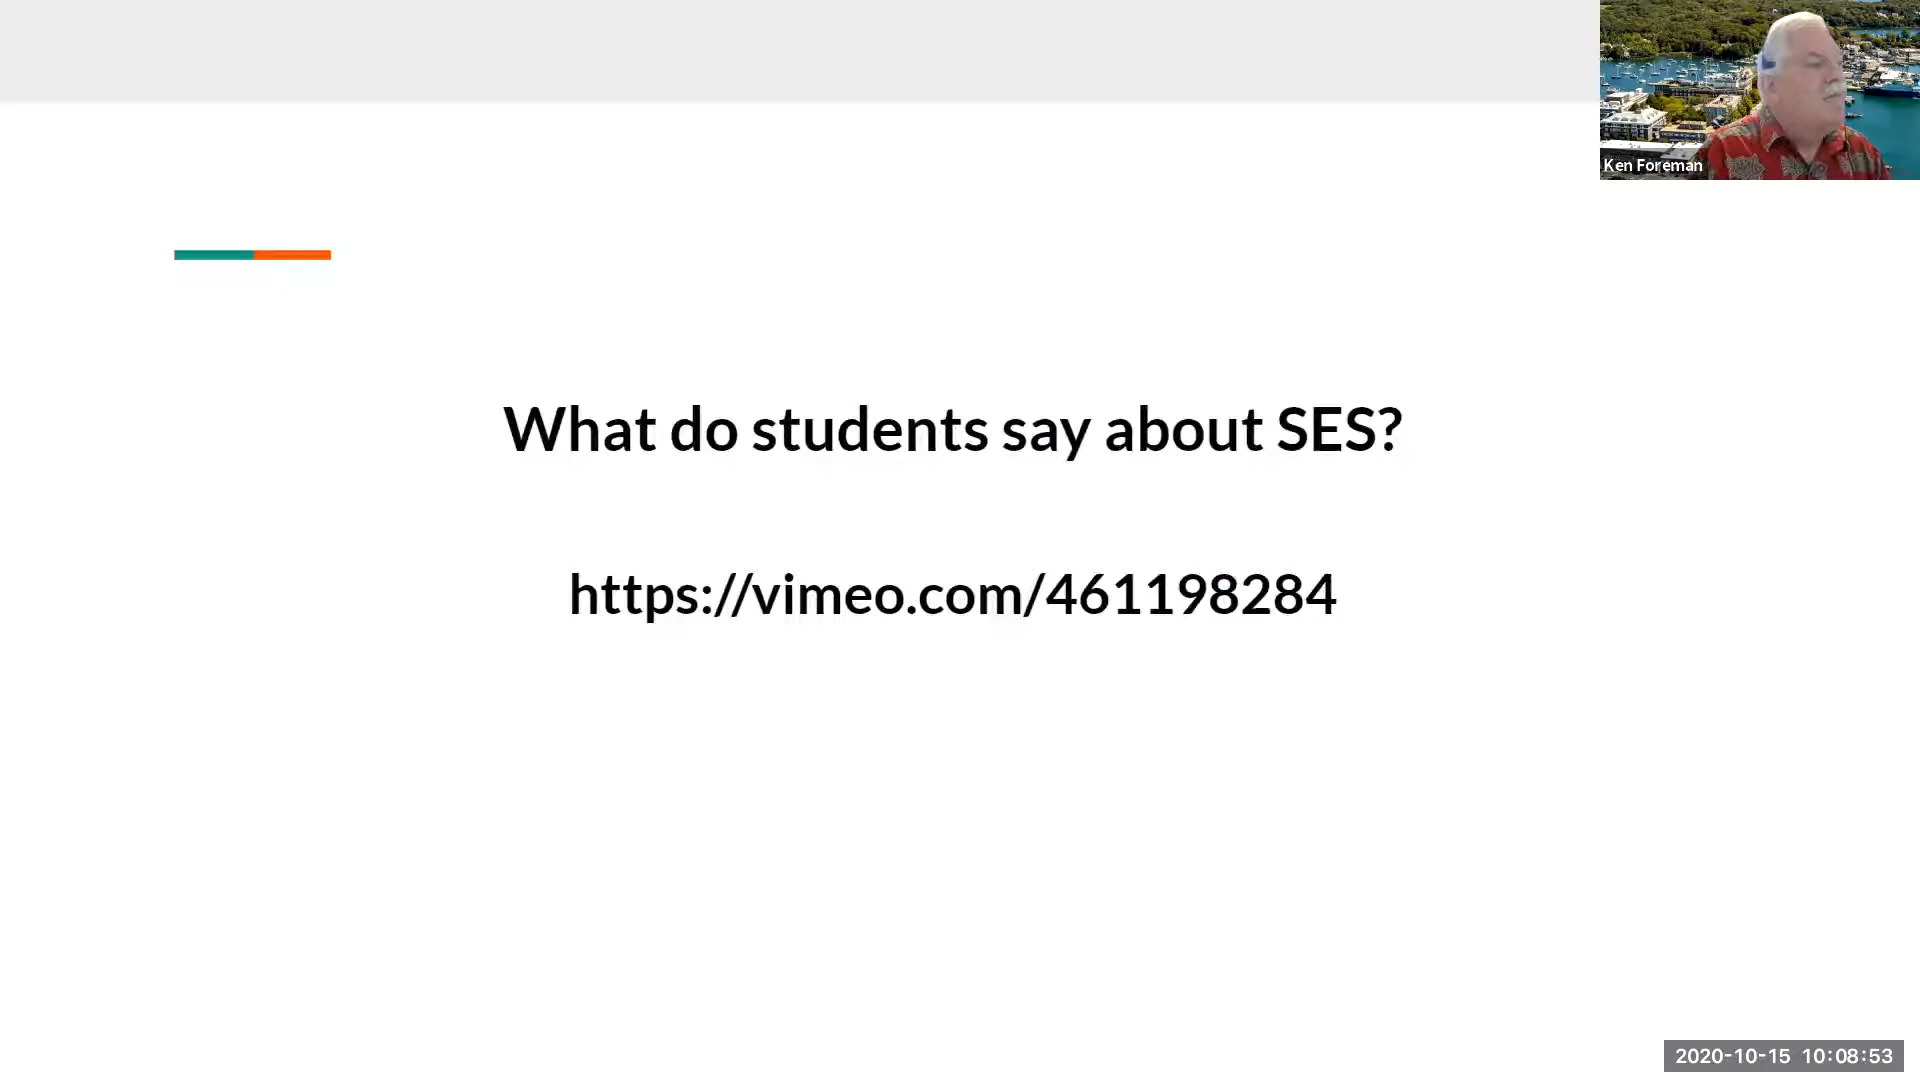 Ken Foreman
What do students say about SES?
https://vimeo.com/461198284
2020-10-15 10:08:53